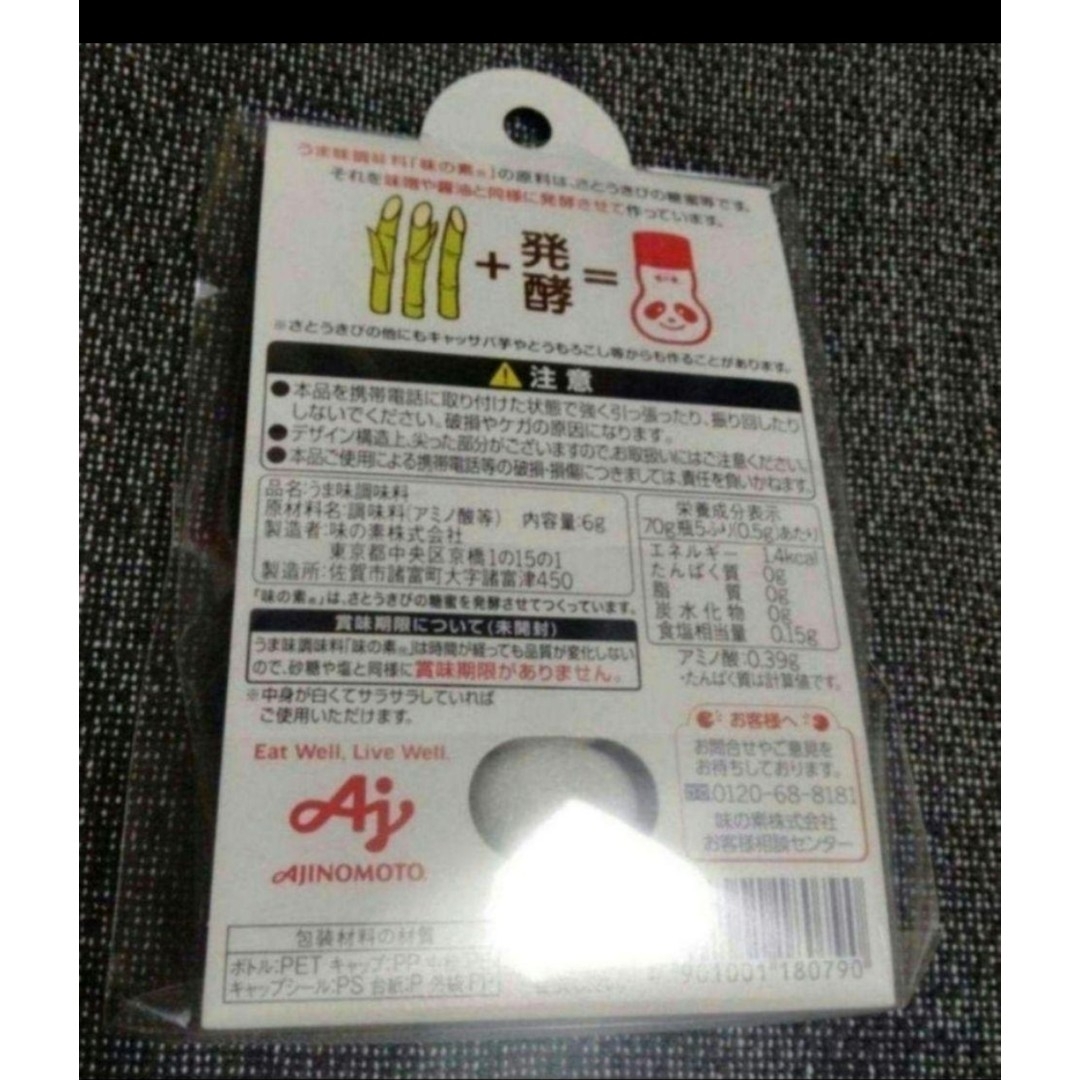 うま味調味料「味の素®」の原料は、さとうきびの糖蜜等です。
それを味噌や醤油と同様に発酵させて作っています。
+ 発酵 =
※さとうきびの他にもキャッサバ芋やとうもろこし等からも作ることがあります。
注意
●本品を携帯電話に取り付けた状態で強く引っ張ったり、振り回したり
しないでください。破損やケガの原因になります。
●デザイン構造上、尖った部分がございますので、お取扱いにはご注意ください。
●本品ご使用による携帯電話等の破損・損傷につきましては、責任を負いかねます。
品名:うま味調味料
原材料名:調味料(アミノ酸等) 内容量:6g
製造者:味の素株式会社
東京都中央区京橋1の15の1
製造所:佐賀市諸富町大字諸富津450
「味の素®」は、さとうきびの糖蜜を発酵させてつくっています。
賞味期限について(未開封)
うま味調味料「味の素®」は時間が経っても品質が変化しない
ので、砂糖や塩と同様に賞味期限がありません。
※中身が白くてサラサラしていれば
ご使用いただけます。
栄養成分表示
70g瓶5ふり(0.5g)あたり
エネルギー 1.4kcal
たんぱく質 0g
脂質 0g
炭水化物 0g
食塩相当量 0.15g
アミノ酸:0.39g
・たんぱく質は計算値です。
お客様へ
お問合せやご意見を
お待ちしております。
0120-68-8181
味の素株式会社
お客様相談センター
Eat Well, Live Well.
Aj
AJINOMOTO
包装材料の材質
ボトル:PET キャップ:PP
キャップシール:PS 台紙:P 外袋:PP
901001 180790